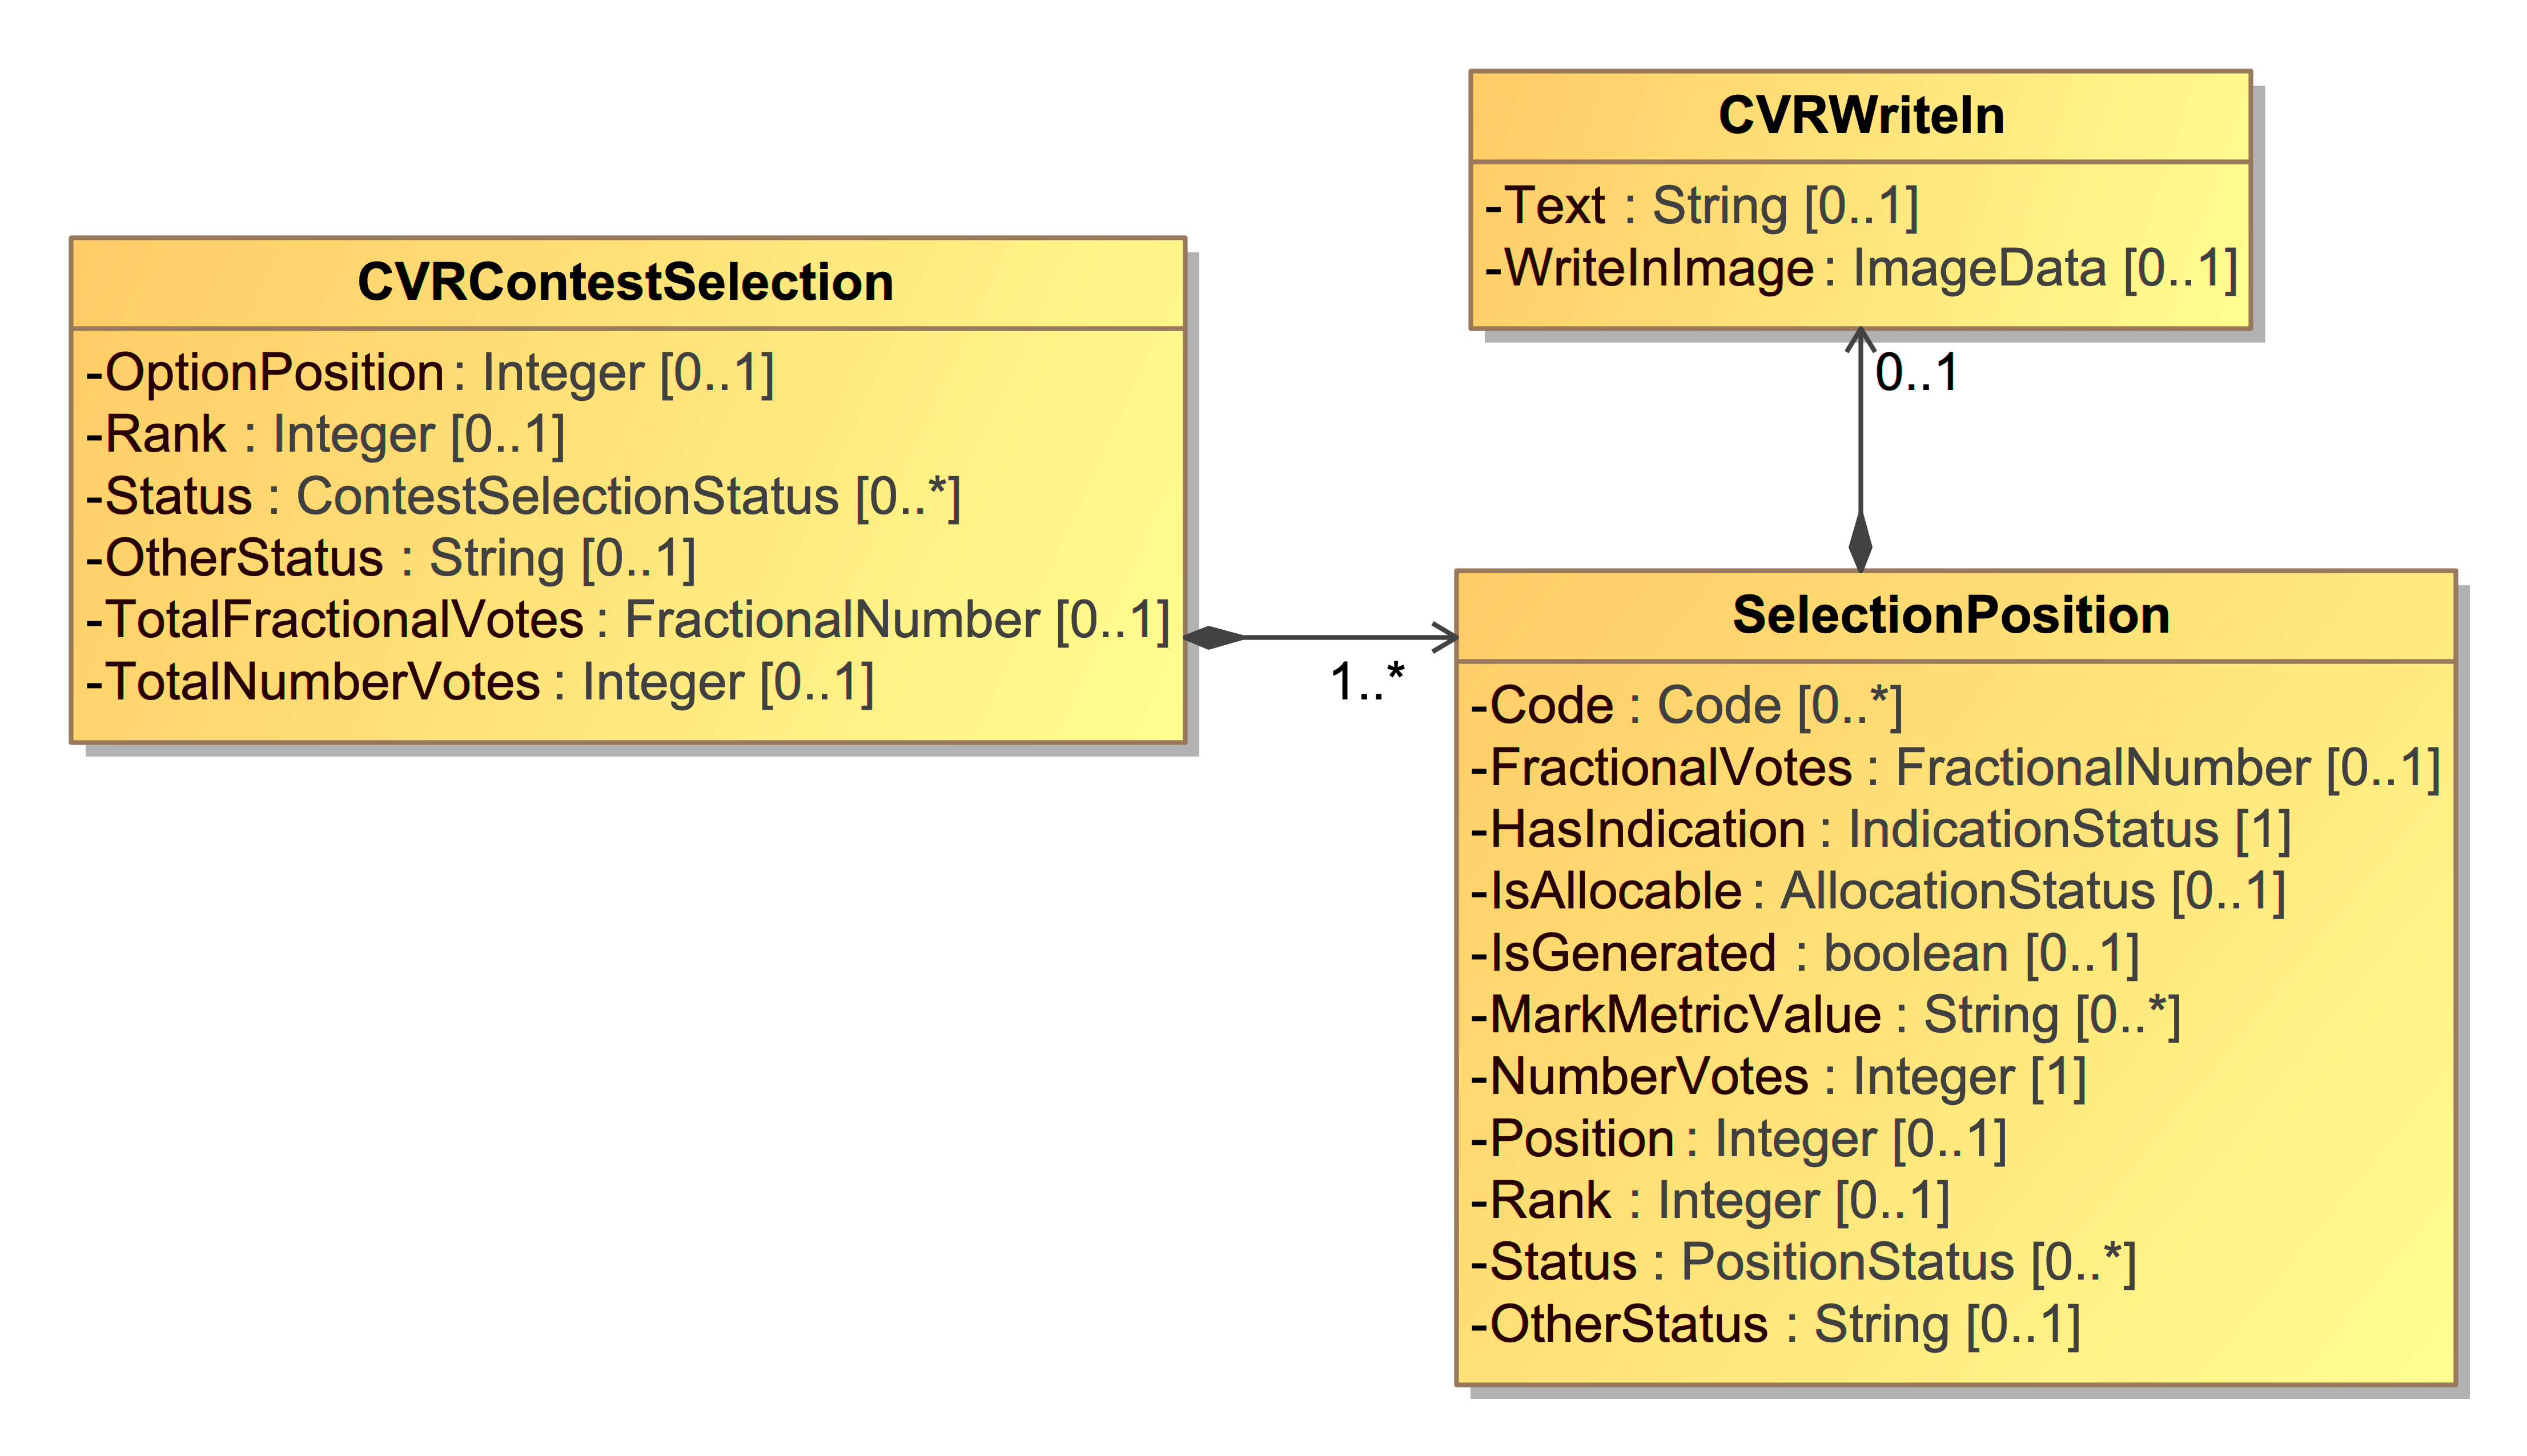 CVRContestSelection
-OptionPosition : Integer [0..1]
-Rank : Integer [0..1]
-Status : ContestSelectionStatus [0..*]
-OtherStatus : String [0..1]
-TotalFractionalVotes : FractionalNumber [0..1]
-TotalNumberVotes : Integer [0..1]
1..*
CVRWriteIn
-Text : String [0..1]
-WriteInImage : ImageData [0..1]
0..1
SelectionPosition
-Code : Code [0..*]
-FractionalVotes : FractionalNumber [0..1]
-HasIndication : IndicationStatus [1]
-IsAllocable : AllocationStatus [0..1]
-IsGenerated : boolean [0..1]
-MarkMetricValue : String [0..*]
-NumberVotes : Integer [1]
-Position : Integer [0..1]
-Rank : Integer [0..1]
-Status : PositionStatus [0..*]
-OtherStatus : String [0..1]